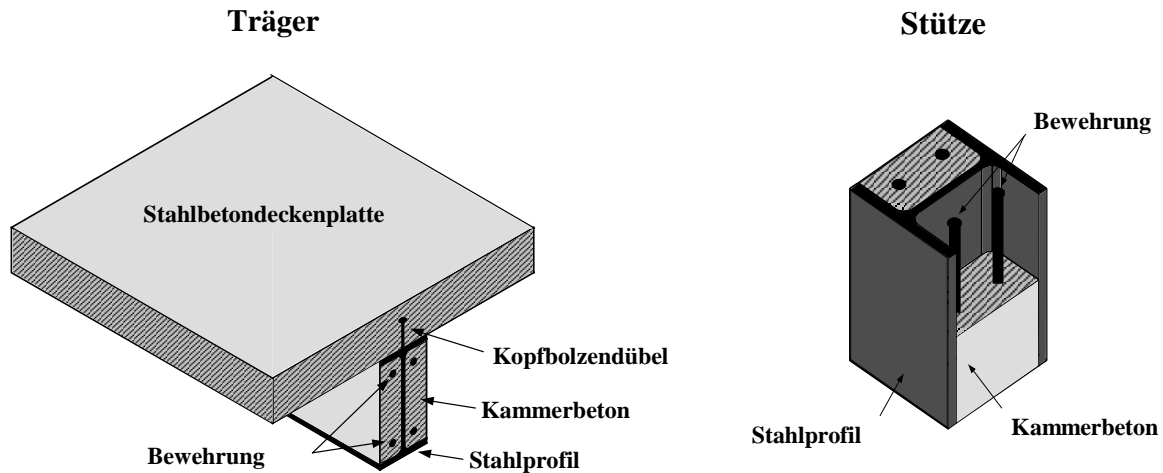 Träger
Stütze
Stahlbetondeckenplatte
Kopfbolzendübel
Kammerbeton
Bewehrung
Stahlprofil
Bewehrung
Stahlprofil
Kammerbeton